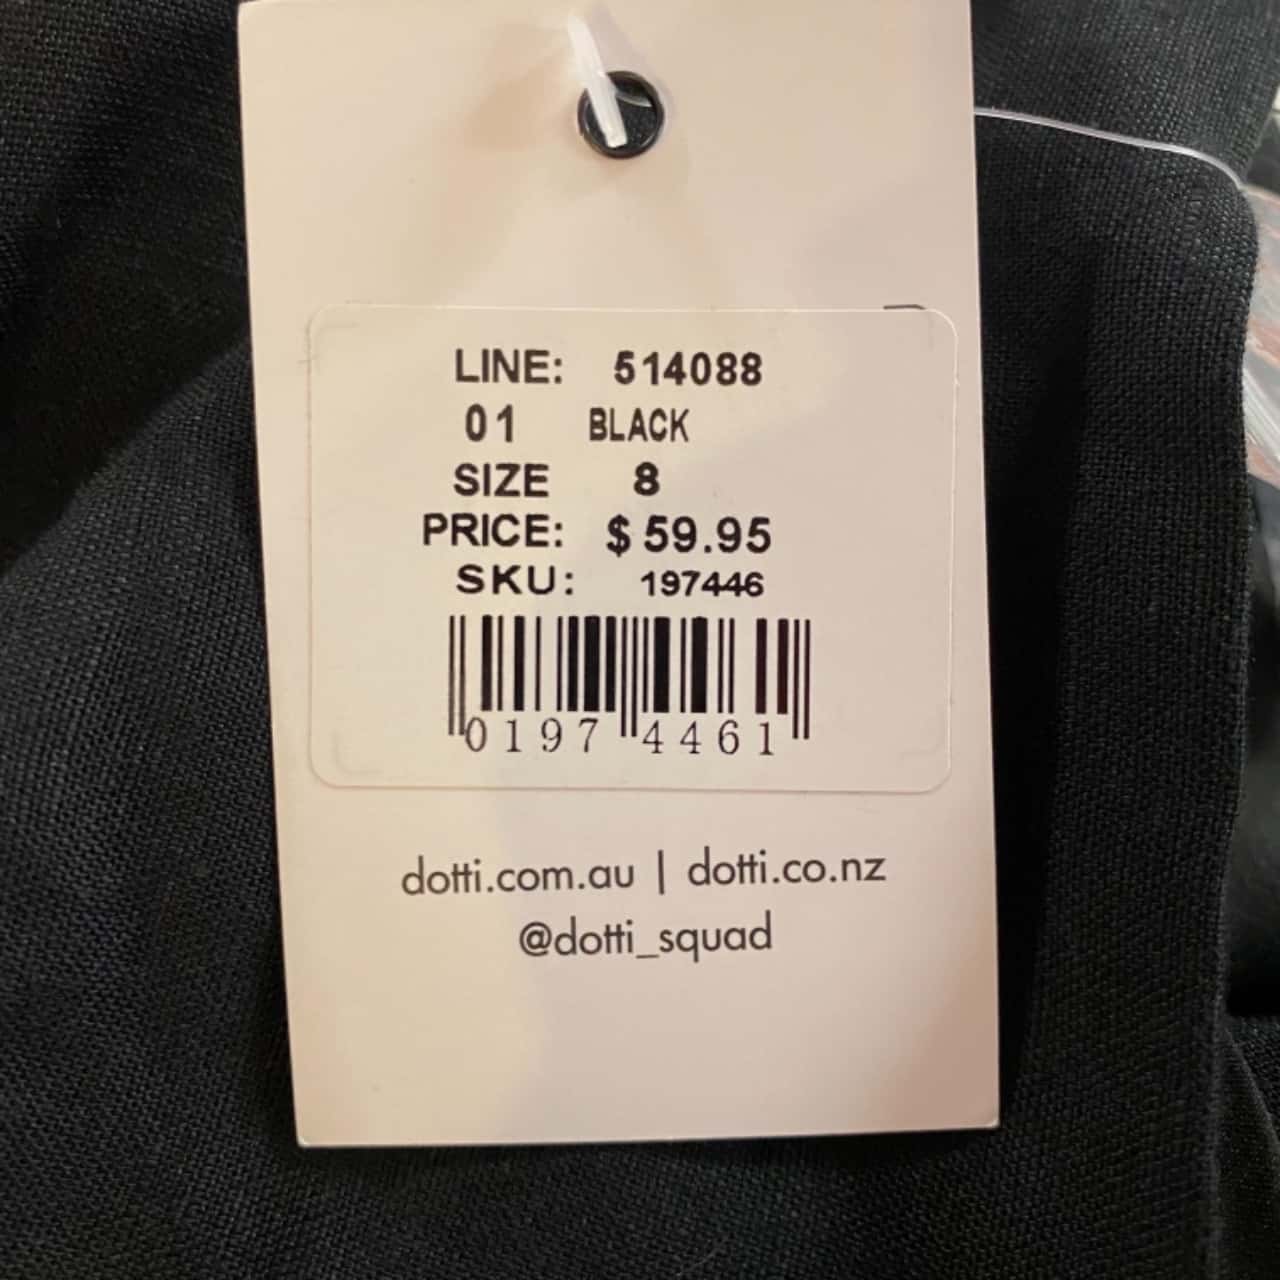 LINE: 514088
01 BLACK
SIZE 8
PRICE: $59.95
SKU: 197446
0197 4461
dotti.com.au | dotti.co.nz
@dotti_squad